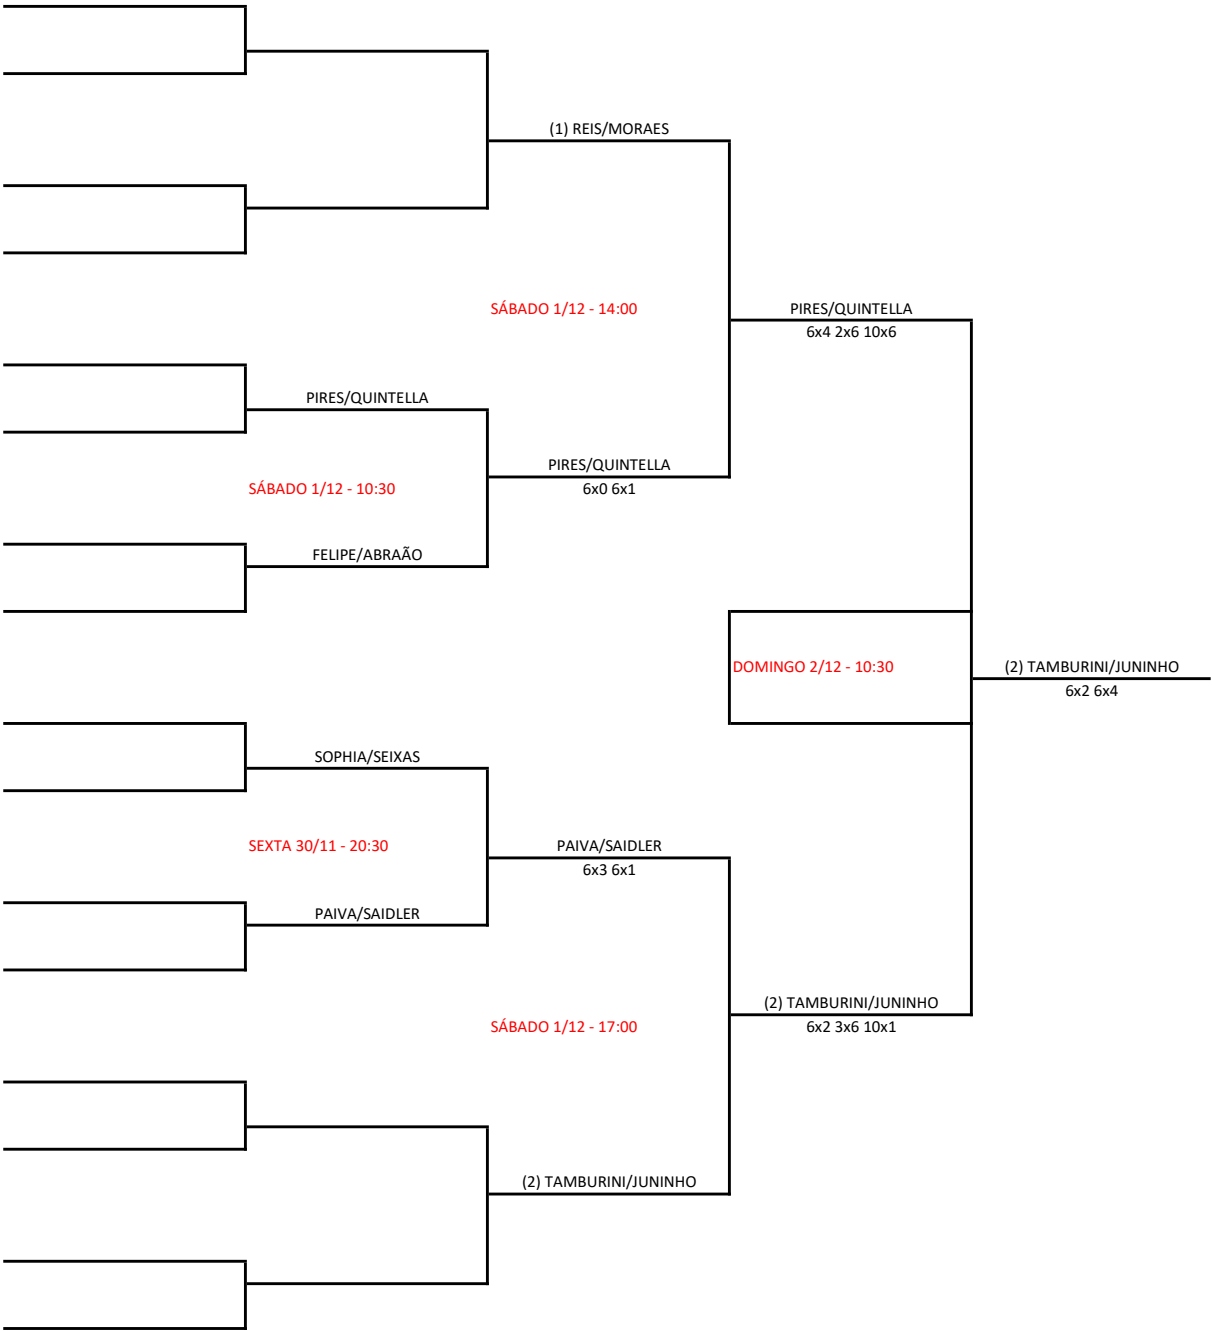 (1) REIS/MORAES
SÁBADO 1/12 - 14:00
PIRES/QUINTELLA
6x4 2x6 10x6
PIRES/QUINTELLA
PIRES/QUINTELLA
6x0 6x1
SÁBADO 1/12 - 10:30
FELIPE/ABRAÃO
DOMINGO 2/12 - 10:30
(2) TAMBURINI/JUNINHO
6x2 6x4
SOPHIA/SEIXAS
SEXTA 30/11 - 20:30
PAIVA/SAIDLER
6x3 6x1
PAIVA/SAIDLER
(2) TAMBURINI/JUNINHO
6x2 3x6 10x1
SÁBADO 1/12 - 17:00
(2) TAMBURINI/JUNINHO